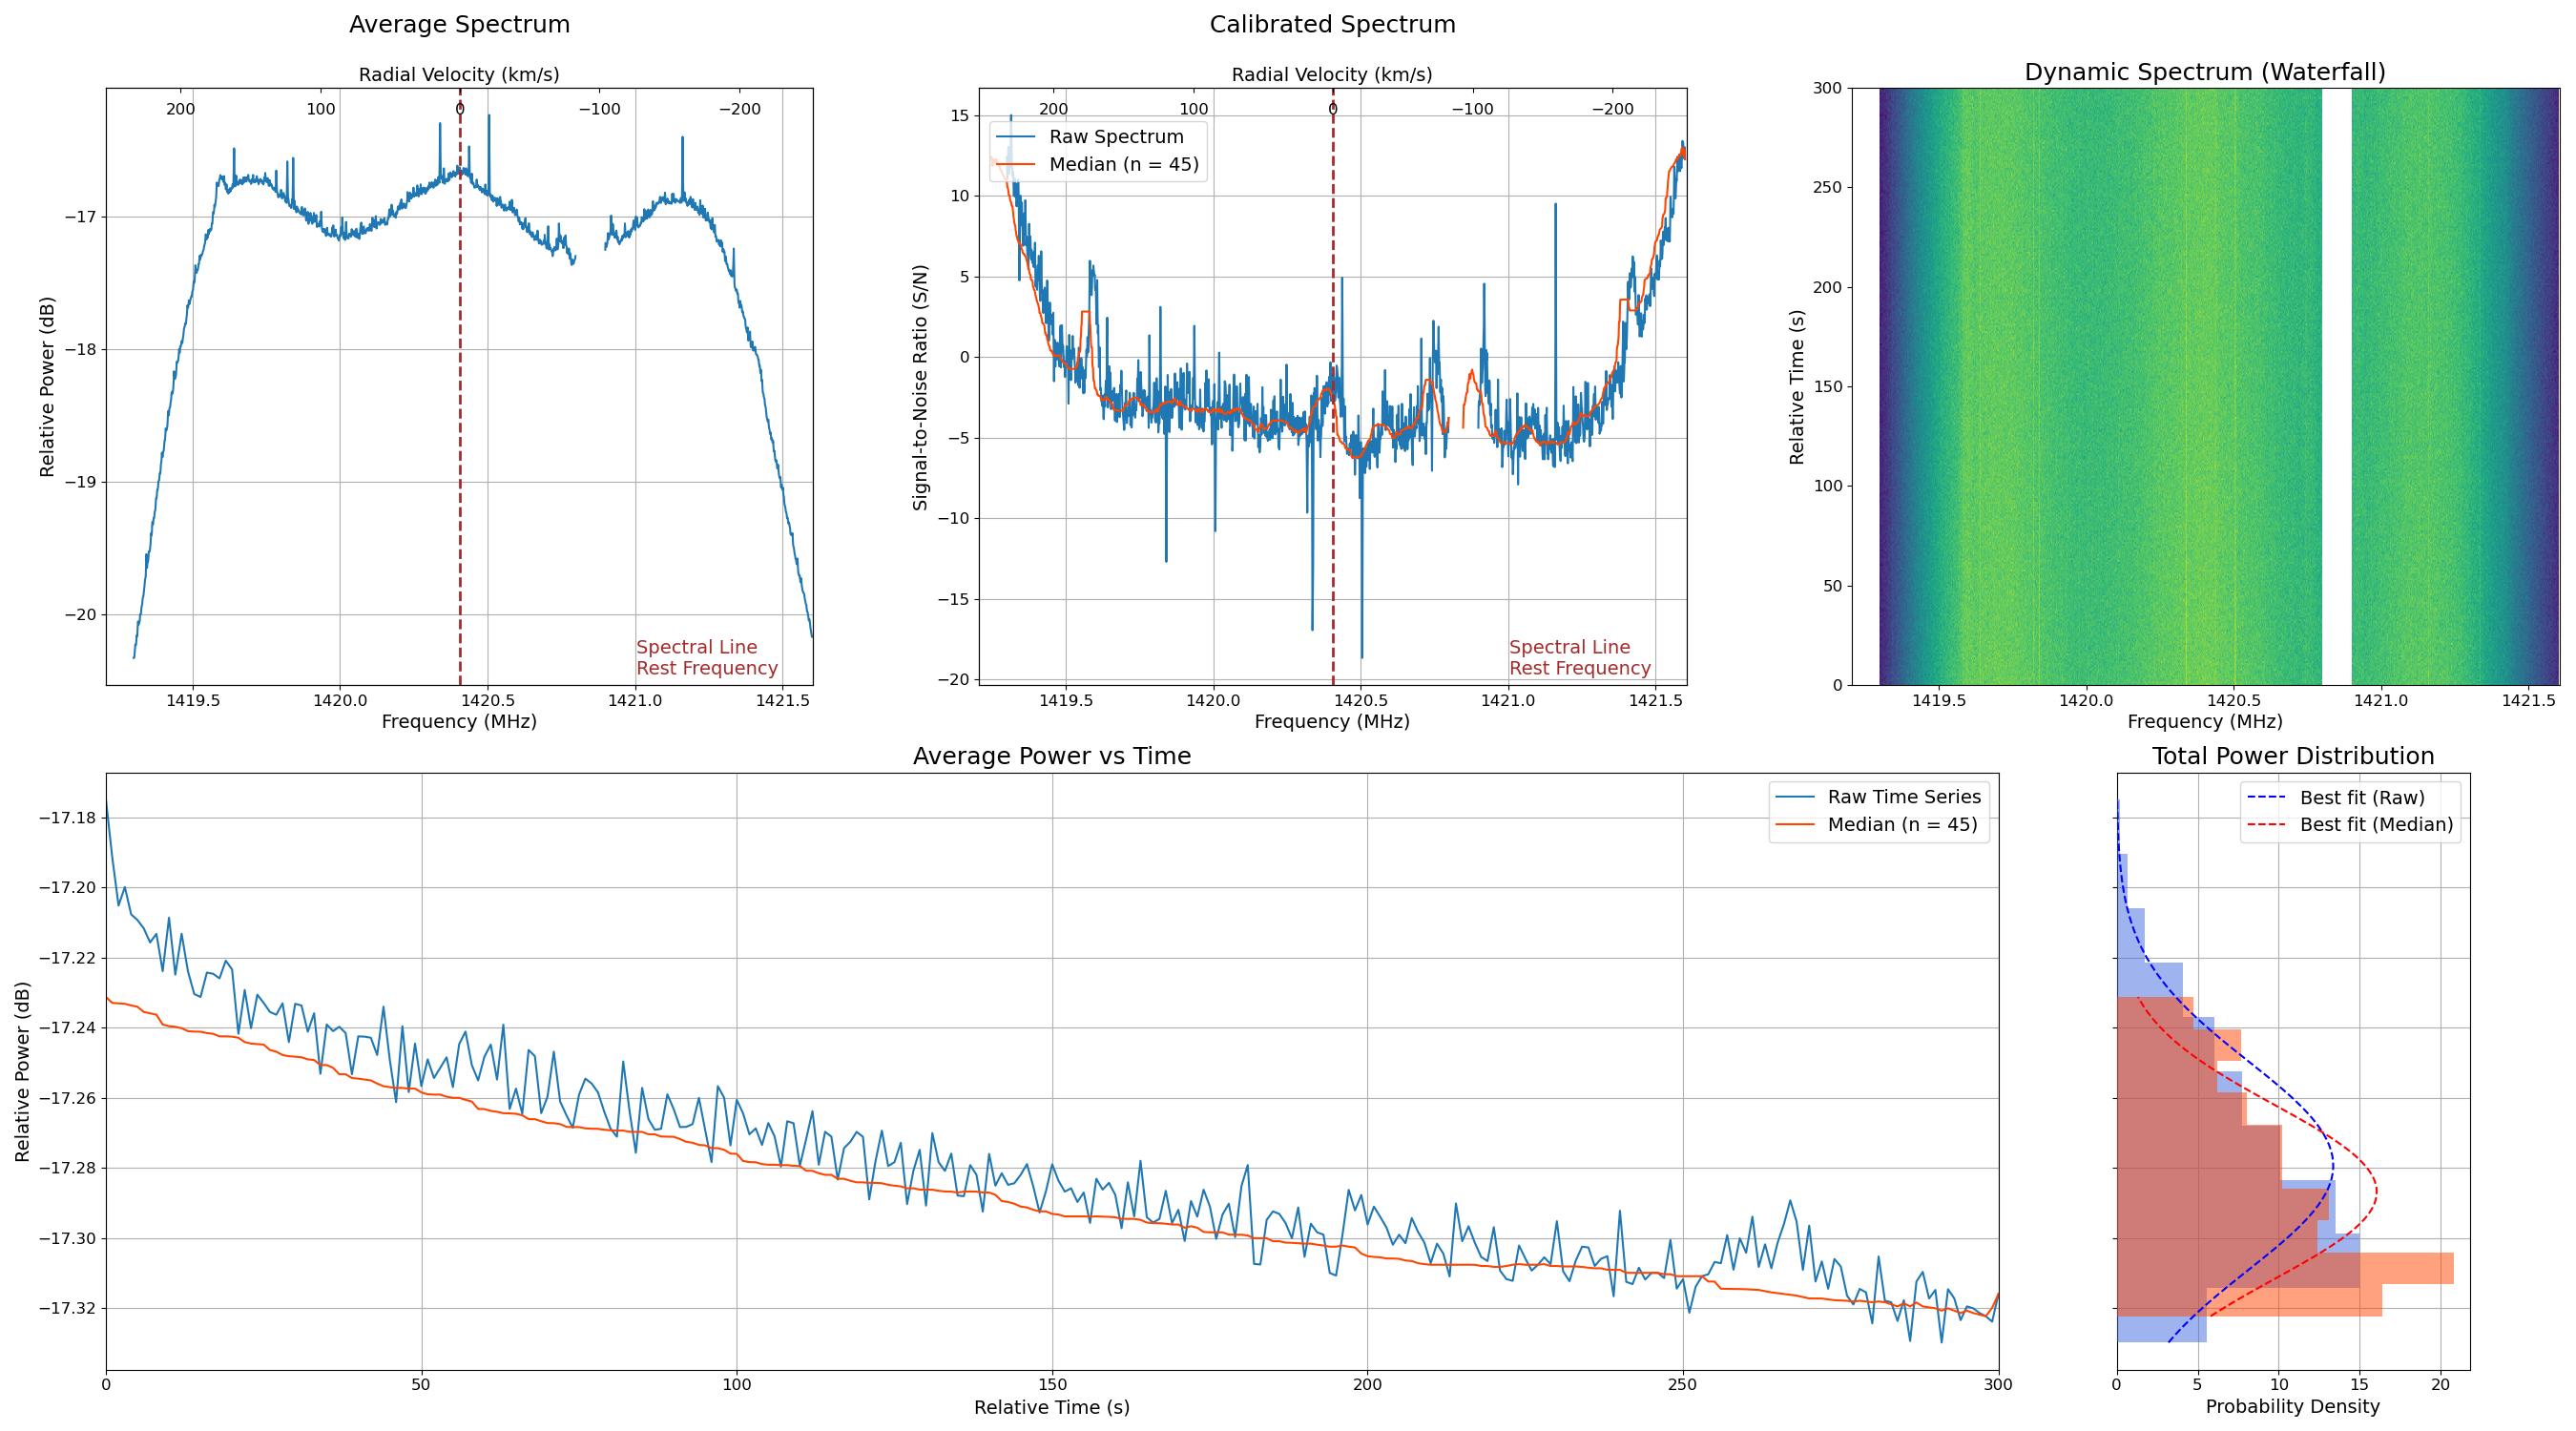 Average Spectrum
Radial Velocity (km/s)
200 100 0 −100 −200
Relative Power (dB)
−17
−18
−19
−20
Spectral Line
Rest Frequency
1419.5 1420.0 1420.5 1421.0 1421.5
Frequency (MHz)
Calibrated Spectrum
Radial Velocity (km/s)
200 100 0 −100 −200
Raw Spectrum
Median (n = 45)
Signal-to-Noise Ratio (S/N)
15
10
5
0
−5
−10
−15
−20
Spectral Line
Rest Frequency
1419.5 1420.0 1420.5 1421.0 1421.5
Frequency (MHz)
Dynamic Spectrum (Waterfall)
Relative Time (s)
300
250
200
150
100
50
0
1419.5 1420.0 1420.5 1421.0 1421.5
Frequency (MHz)
Average Power vs Time
Raw Time Series
Median (n = 45)
Relative Power (dB)
−17.18
−17.20
−17.22
−17.24
−17.26
−17.28
−17.30
−17.32
0 50 100 150 200 250 300
Relative Time (s)
Total Power Distribution
Best fit (Raw)
Best fit (Median)
0 5 10 15 20
Probability Density